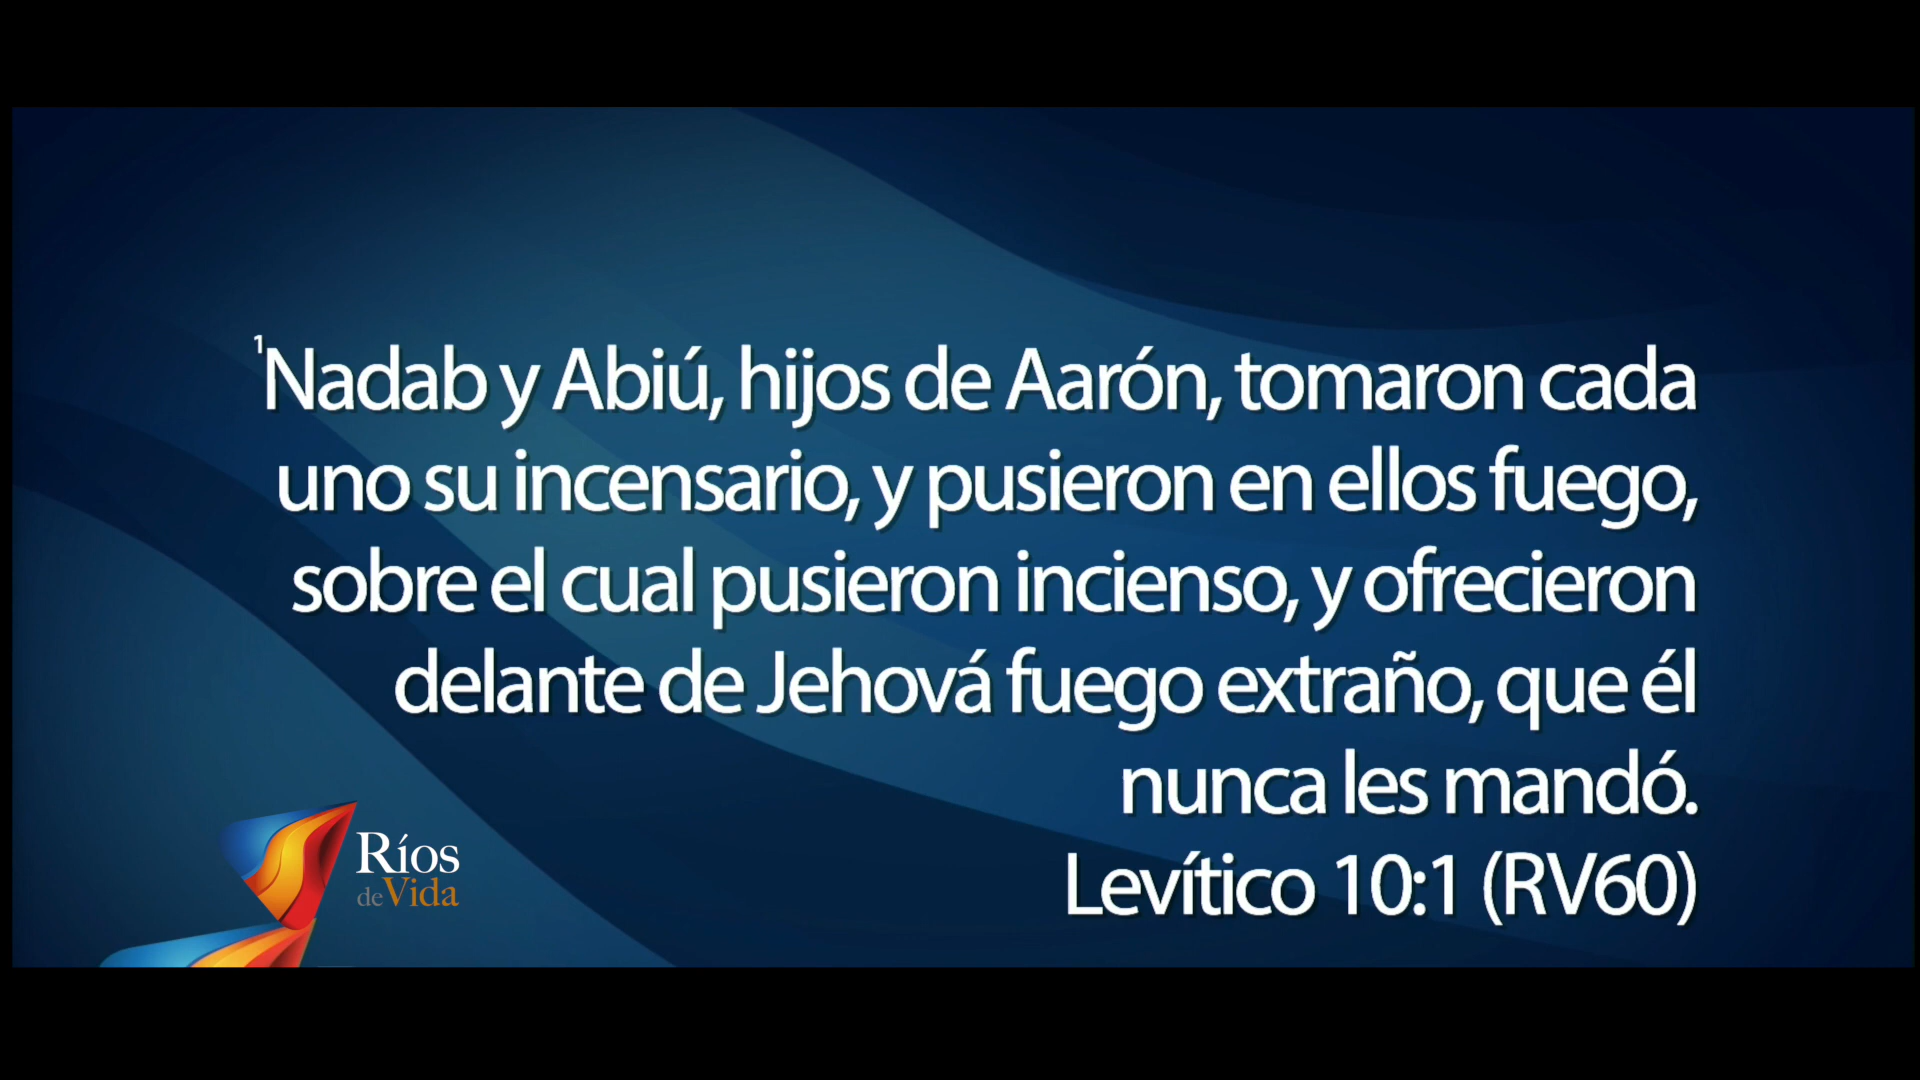 ¹Nadab y Abiú, hijos de Aarón, tomaron cada
uno su incensario, y pusieron en ellos fuego,
sobre el cual pusieron incienso, y ofrecieron
delante de Jehová fuego extraño, que él
nunca les mandó.
Levítico 10:1 (RV60)
Ríos
de Vida